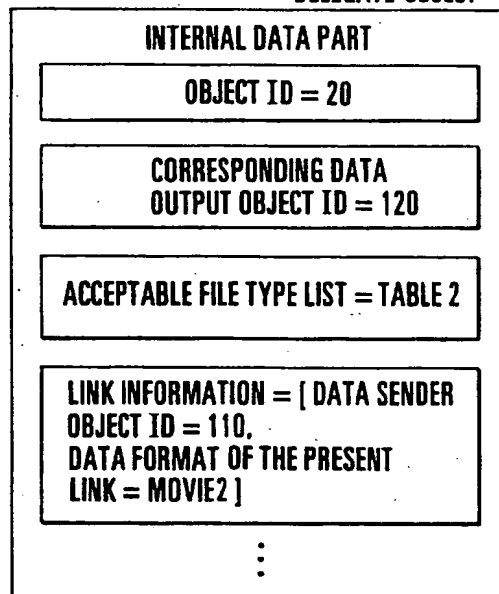 INTERNAL DATA PART
OBJECT ID = 20
CORRESPONDING DATA
OUTPUT OBJECT ID = 120
ACCEPTABLE FILE TYPE LIST = TABLE 2
LINK INFORMATION = [ DATA SENDER
OBJECT ID = 110,
DATA FORMAT OF THE PRESENT
LINK = MOVIE2 ]